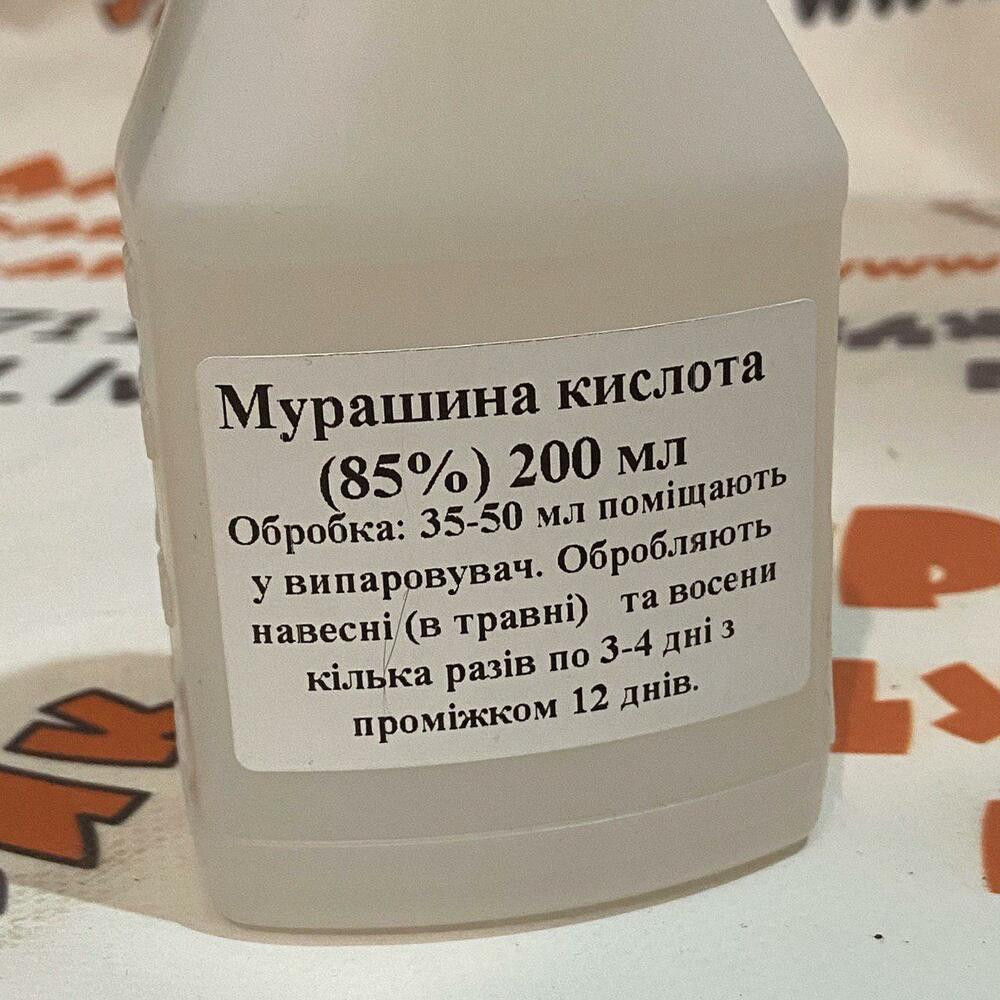 Мурашина кислота
(85%) 200 мл
Обробка: 35-50 мл поміщають
у випаровувач. Обробляють
навесні (в травні) та восени
кілька разів по 3-4 дні з
проміжком 12 днів.